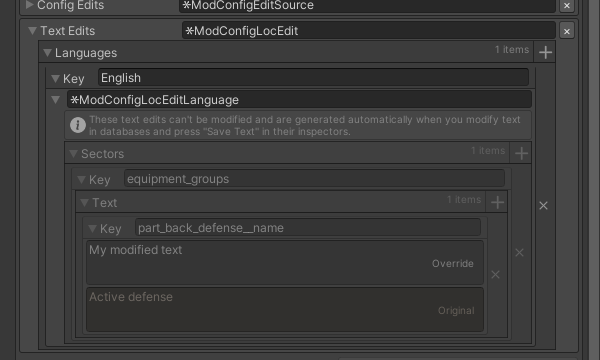 Config Edits
*ModConfigEditSource
Text Edits
*ModConfigLocEdit
Languages
1 items
Key
English
*ModConfigLocEditLanguage
These text edits can't be modified and are generated automatically when you modify text
in databases and press "Save Text" in their inspectors.
Sectors
1 items
Key
equipment_groups
Text
1 items
Key
part_back_defense__name
My modified text
Override
Active defense
Original